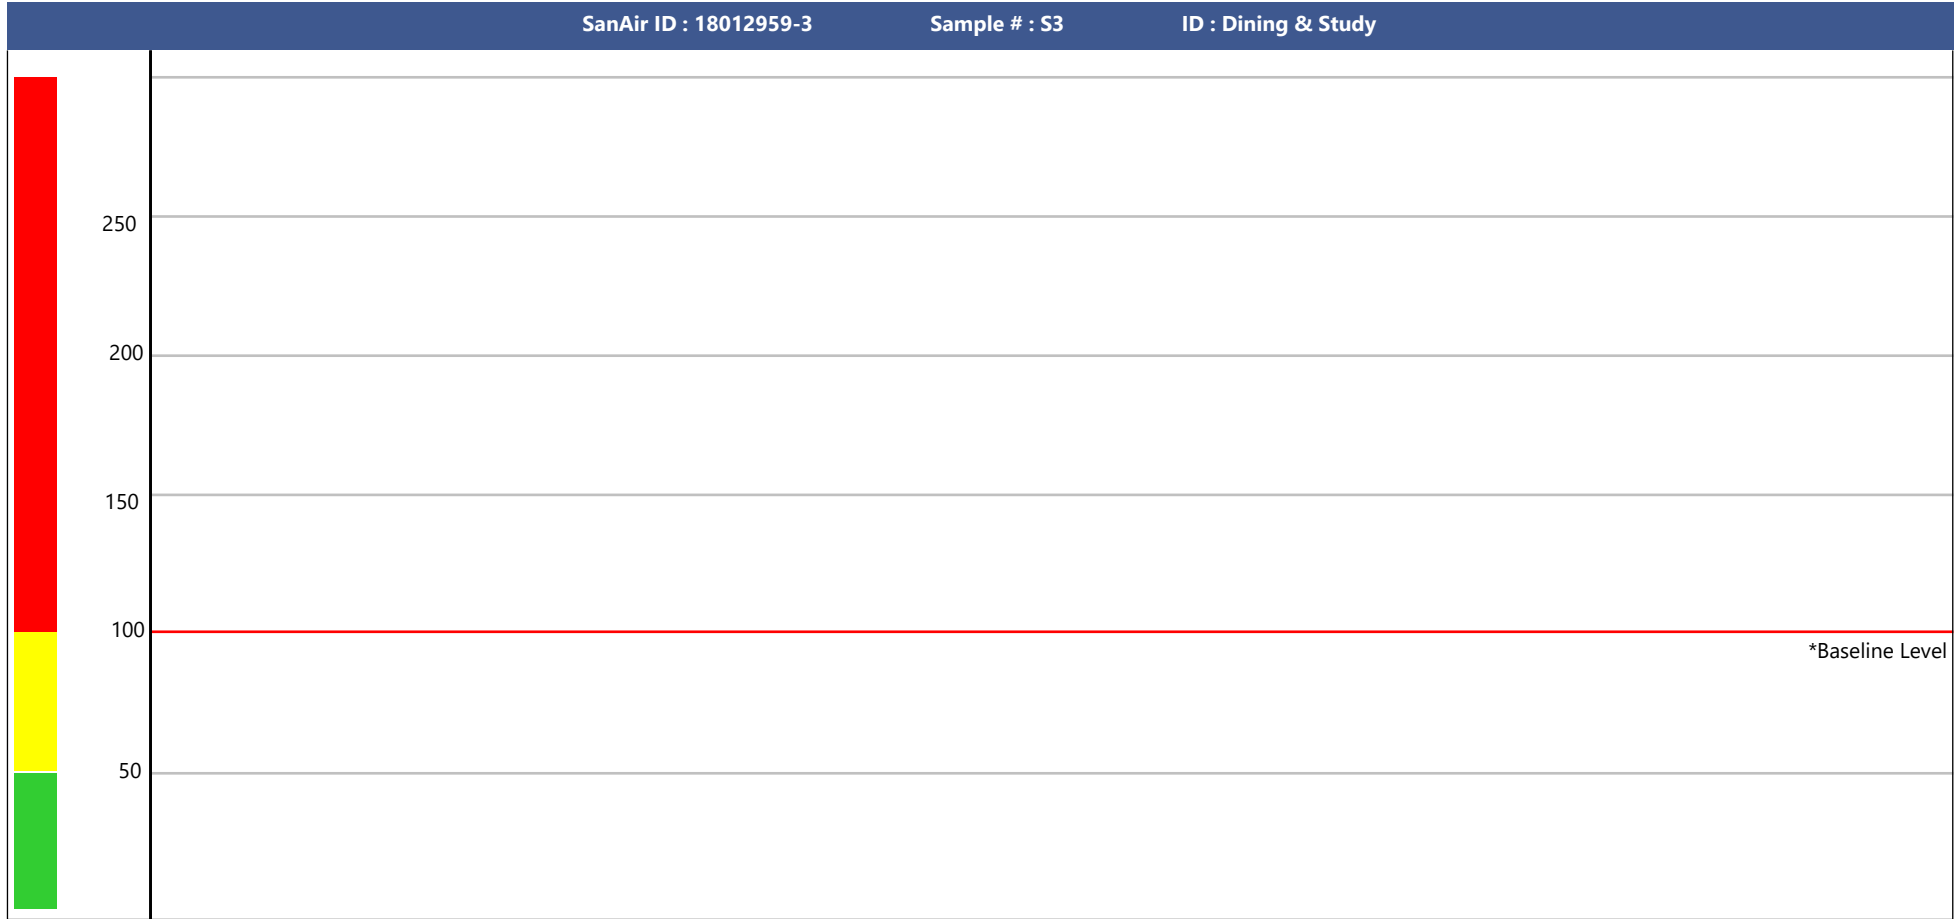 SanAir ID : 18012959-3 Sample # : S3 ID : Dining & Study
250
200
150
100
*Baseline Level
50